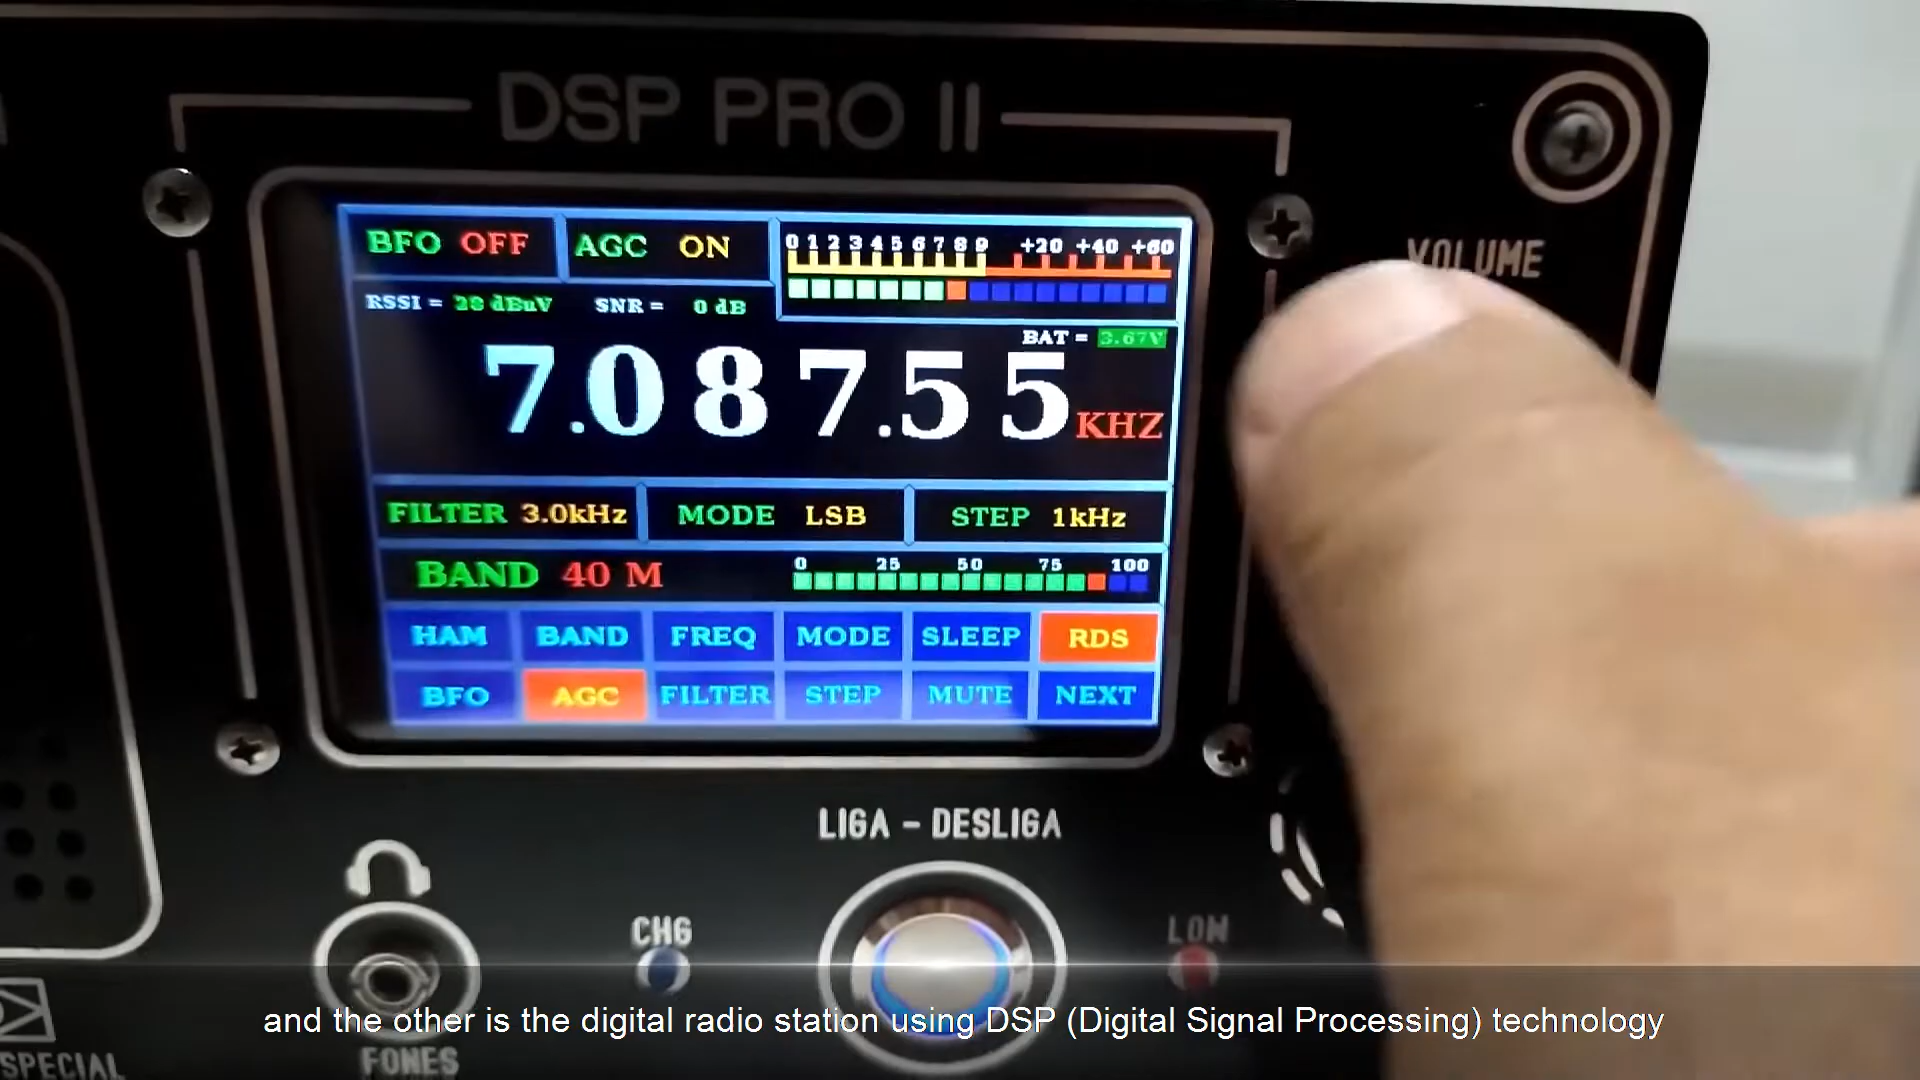 DSP PRO II
VOLUME
BFO OFF
AGC ON
0 1 2 3 4 5 6 7 8 9 +20 +40 +60
RSSI = 28 dBuV SNR = 0 dB
BAT = 3.67V
7.087.55 KHZ
FILTER 3.0kHz
MODE LSB
STEP 1kHz
BAND 40 M
0 25 50 75 100
HAM BAND FREQ MODE SLEEP RDS
BFO AGC FILTER STEP MUTE NEXT
LIGA - DESLIGA
CHG
LOW
and the other is the digital radio station using DSP (Digital Signal Processing) technology
FONES
SPECIAL